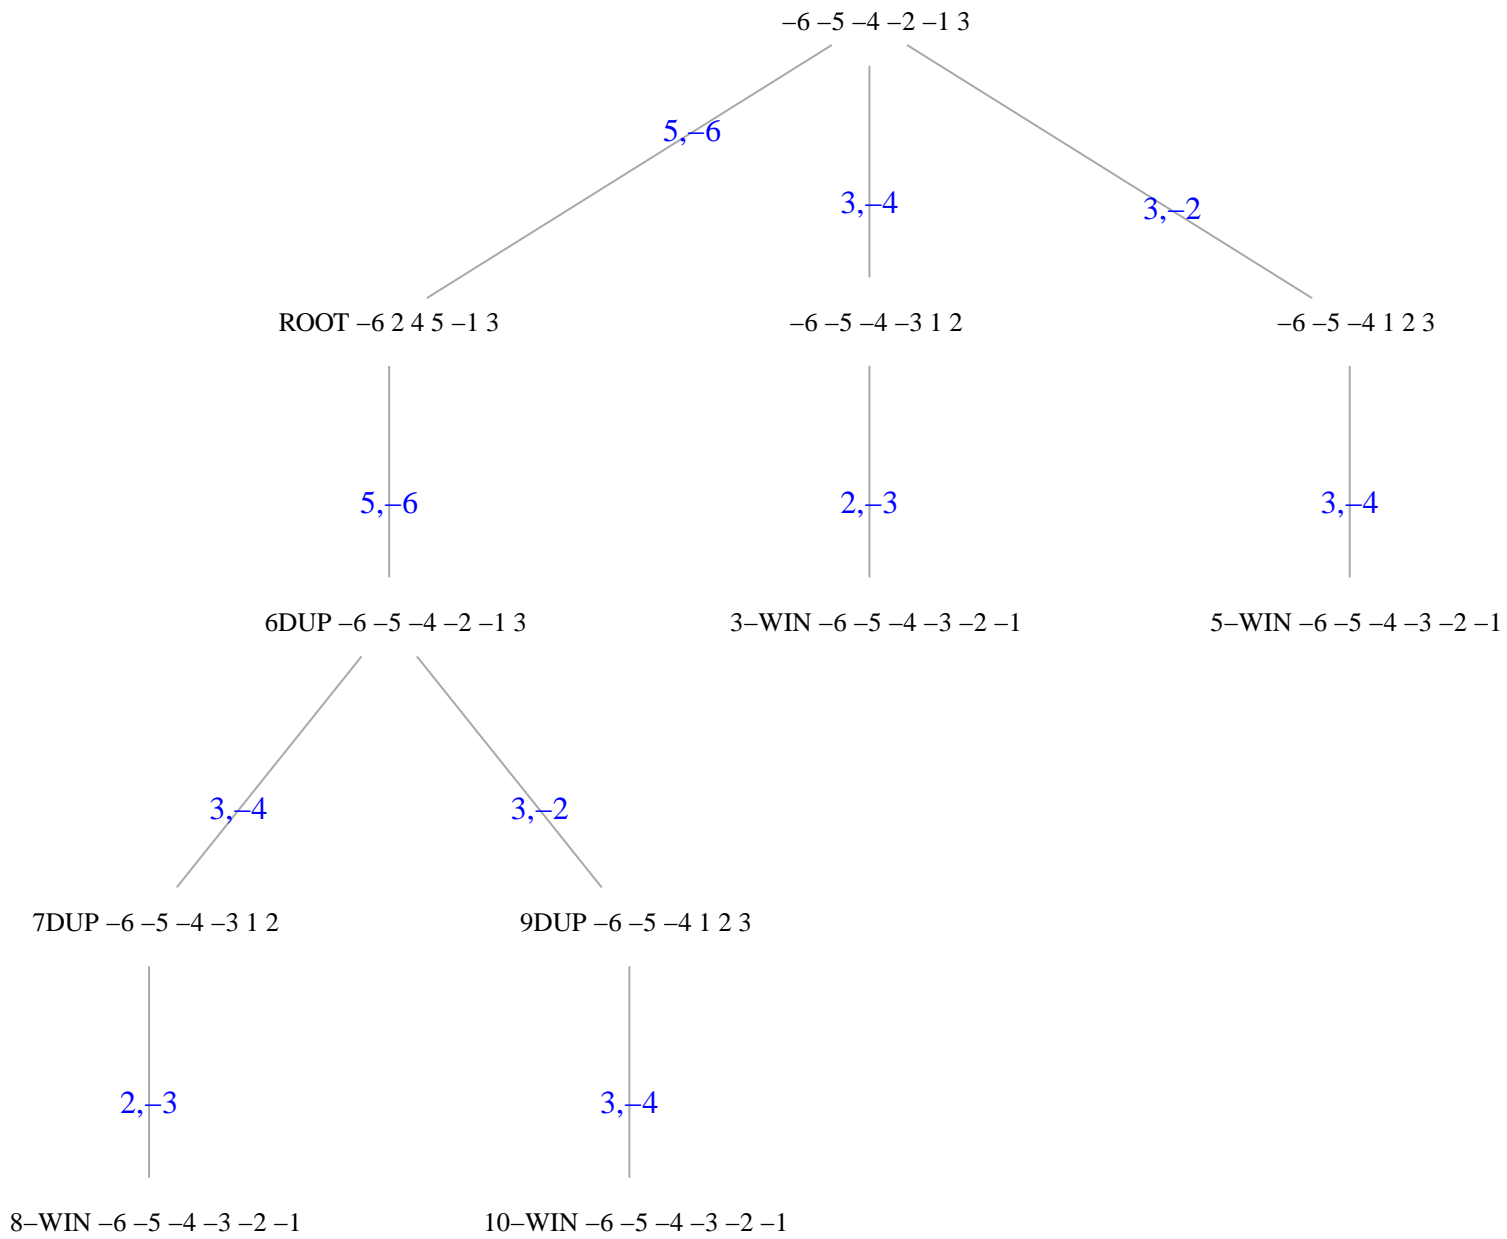 –6 –5 –4 –2 –1 3
5,–6
3,–4
3,–2
ROOT –6 2 4 5 –1 3
–6 –5 –4 –3 1 2
–6 –5 –4 1 2 3
5,–6
2,–3
3,–4
6DUP –6 –5 –4 –2 –1 3
3–WIN –6 –5 –4 –3 –2 –1
5–WIN –6 –5 –4 –3 –2 –1
3,–4
3,–2
7DUP –6 –5 –4 –3 1 2
9DUP –6 –5 –4 1 2 3
2,–3
3,–4
8–WIN –6 –5 –4 –3 –2 –1
10–WIN –6 –5 –4 –3 –2 –1